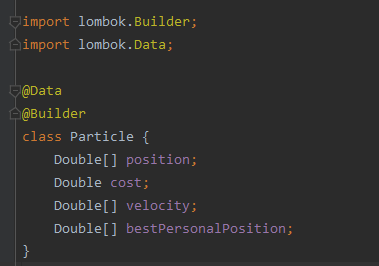 import lombok.Builder;
import lombok.Data;
@Data
@Builder
class Particle {
Double[] position;
Double cost;
Double[] velocity;
Double[] bestPersonalPosition;
}